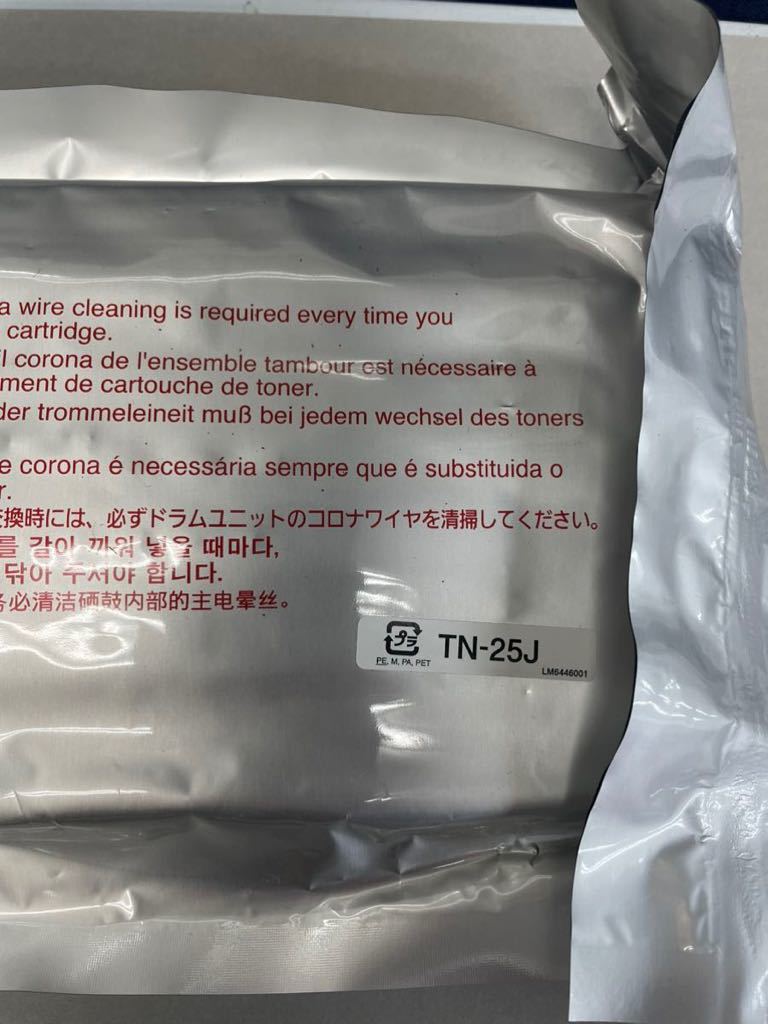 a wire cleaning is required every time you
cartridge.
il corona de l'ensemble tambour est nécessaire à
ment de cartouche de toner.
der trommeleineit muß bei jedem wechsel des toners
e corona é necessária sempre que é substituida o
r.
交換時には、必ずドラムユニットのコロナワイヤを清掃してください。
를 갈아 끼워 넣을 때마다,
닦아 주셔야 합니다.
务必清洁硒鼓内部的主电晕丝。
プラ
TN-25J
PE, M, PA, PET
LM6446001